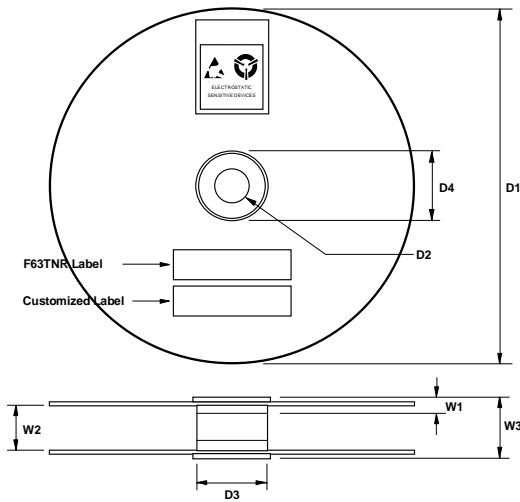 ELECTROSTATIC
SENSITIVE DEVICES
D4
D1
D2
F63TNR Label
Customized Label
W1
W2
W3
D3